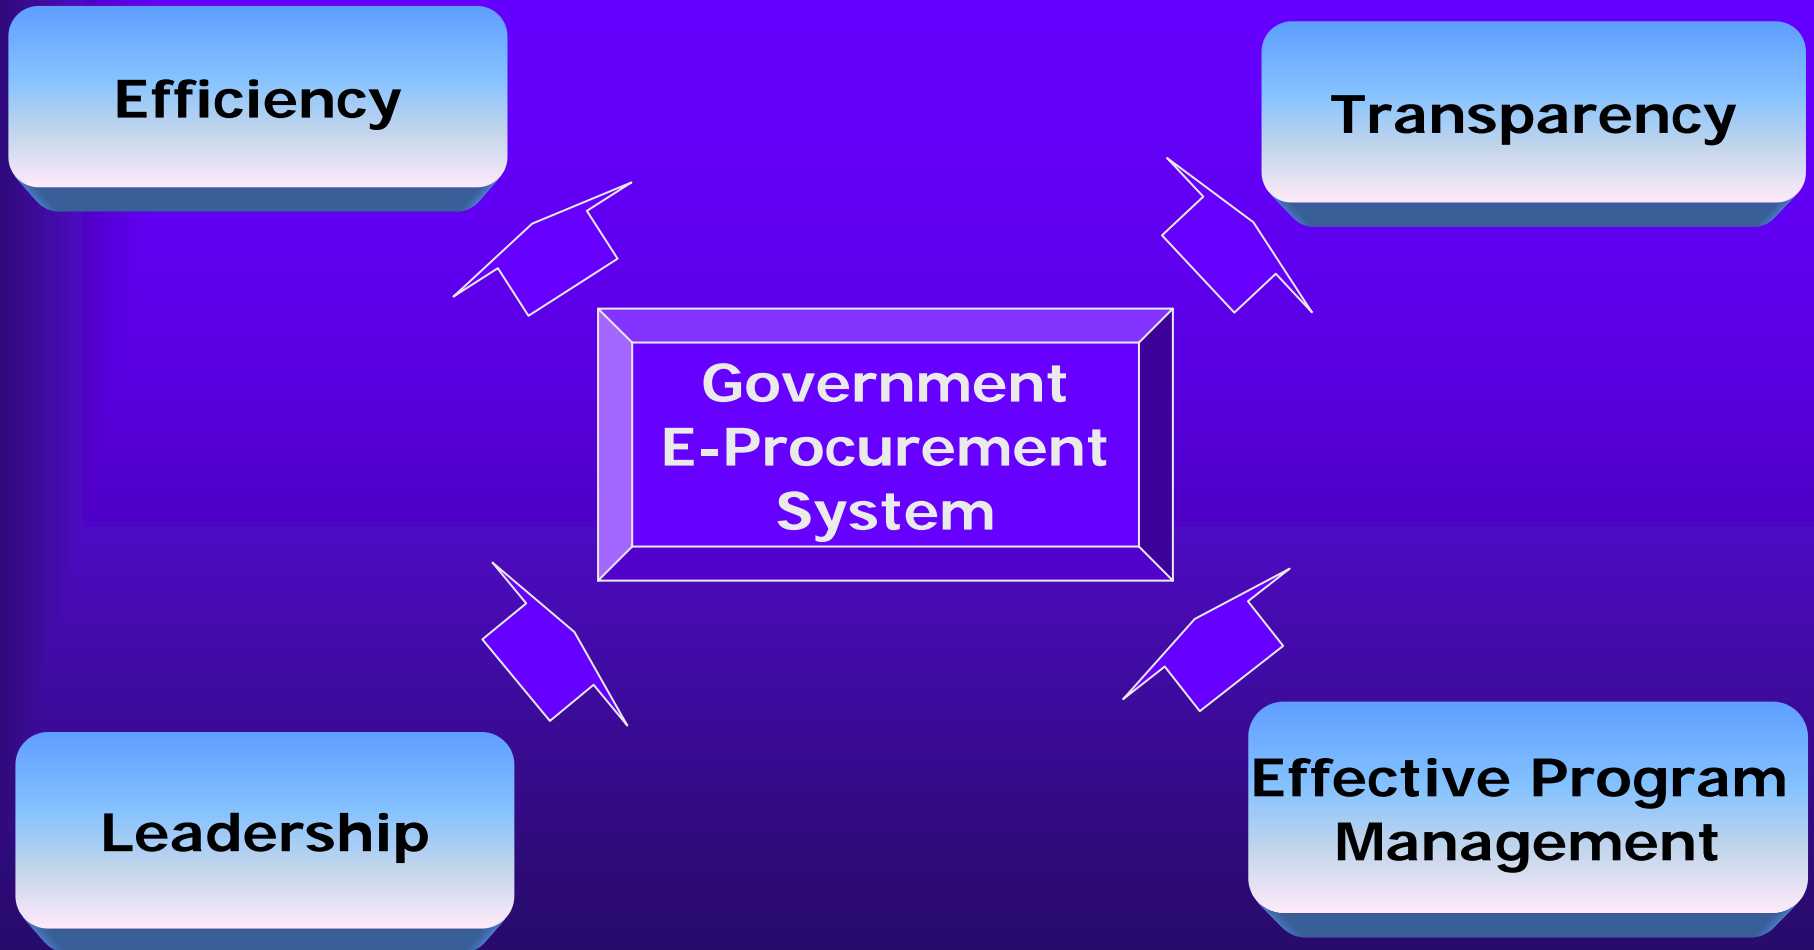 Efficiency
Transparency
Government
E-Procurement
System
Leadership
Effective Program
Management